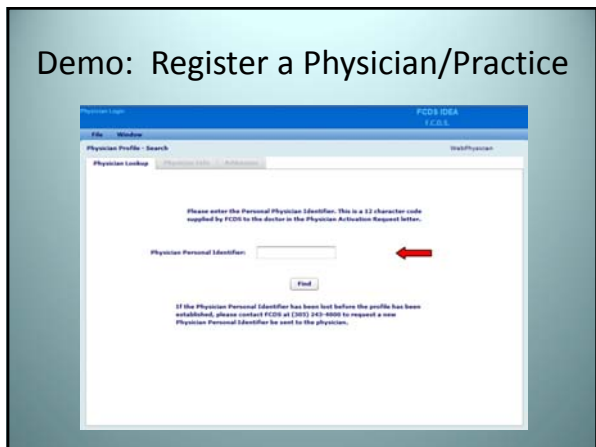 Demo: Register a Physician/Practice
Physician Login
FCDS IDEA
F.C.D.S.
File Window
Physician Profile - Search
WebPhysician
Physician Lookup Physician Info Addresses
Please enter the Personal Physician Identifier. This is a 12 character code
supplied by FCDS to the doctor in the Physician Activation Request letter.
Physician Personal Identifier:
Find
If the Physician Personal Identifier has been lost before the profile has been
established, please contact FCDS at (305) 243-4600 to request a new
Physician Personal Identifier be sent to the physician.